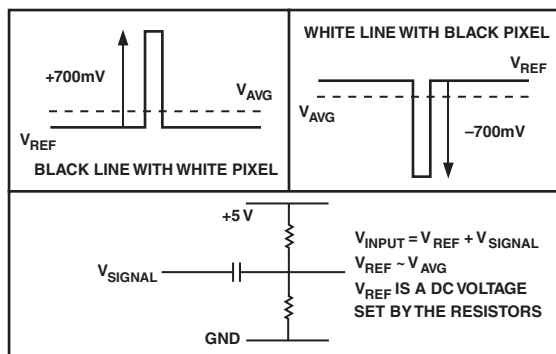 +700mV
VAVG
VREF
BLACK LINE WITH WHITE PIXEL
WHITE LINE WITH BLACK PIXEL
VREF
VAVG
–700mV
+5 V
VSIGNAL
GND
VINPUT = VREF + VSIGNAL
VREF ~ VAVG
VREF IS A DC VOLTAGE
SET BY THE RESISTORS